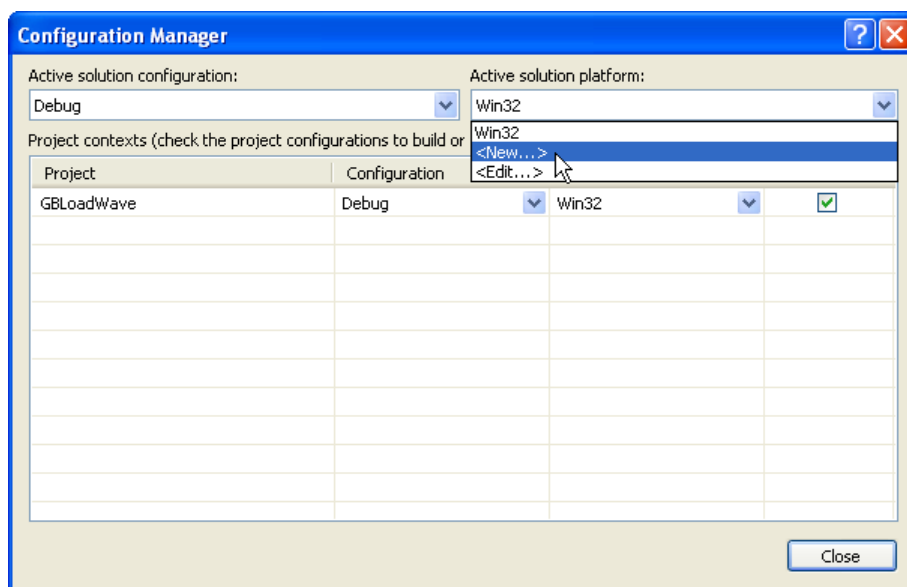 Configuration Manager
Active solution configuration: Active solution platform:
Debug Win32
Project contexts (check the project configurations to build or
Win32
<New...>
<Edit...>
Project Configuration
GBLoadWave Debug Win32
Close